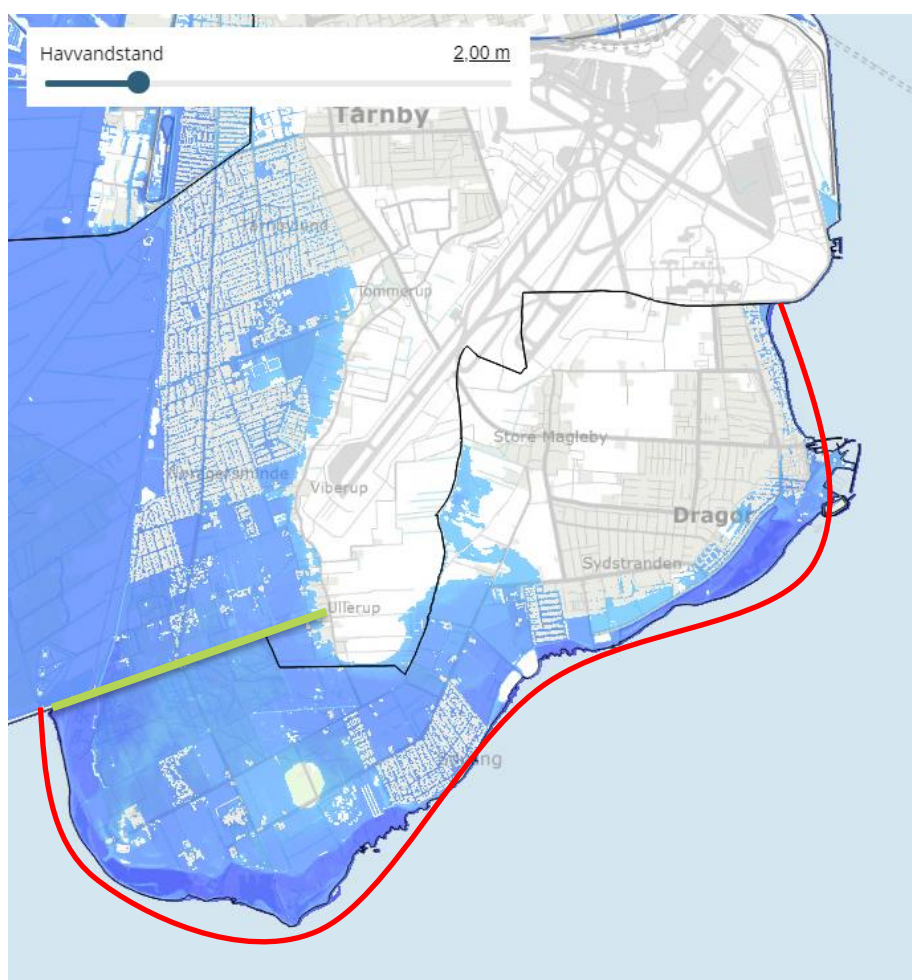 Havvandstand 2,00 m
Tårnby
Tømmerup
Store Magleby
Viberup
Dragør
Sydstranden
Ullerup